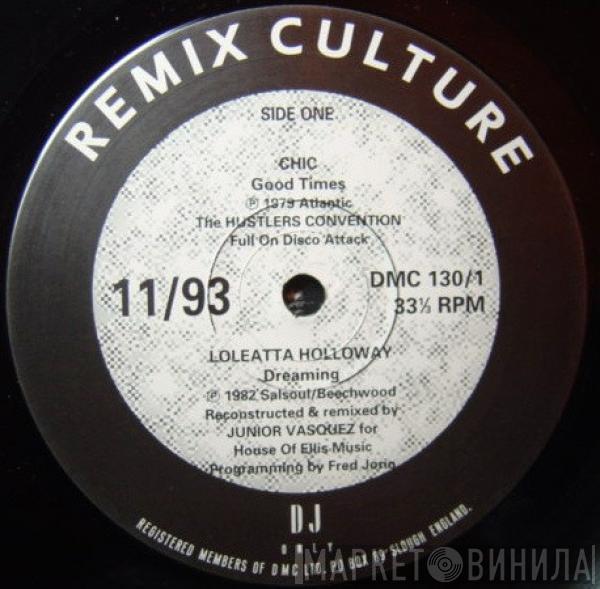 REMIX CULTURE
SIDE ONE
CHIC
Good Times
℗ 1979 Atlantic
The HUSTLERS CONVENTION
Full On Disco Attack
11/93
DMC 130/1
33⅓ RPM
LOLEATTA HOLLOWAY
Dreaming
℗ 1982 Salsoul/Beechwood
Reconstructed & remixed by
JUNIOR VASQUEZ for
House Of Ellis Music
Programming by Fred Jorio
DJ
ONLY
REGISTERED MEMBERS OF DMC LTD. PO BOX 89 SLOUGH ENGLAND.
МАРКЕТ ВИНИЛА